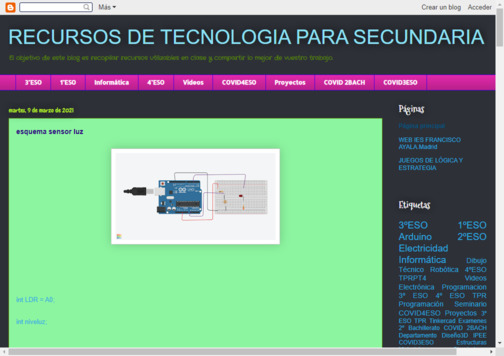 Más
Crear un blog Acceder
RECURSOS DE TECNOLOGIA PARA SECUNDARIA
El objetivo de este blog es recopilar recursos utilizables en clase y compartir lo mejor de vuestro trabajo
3ºESO 1ºESO Informática 4ºESO Videos COVID4ESO Proyectos COVID 2BACH COVID3ESO
martes, 9 de marzo de 2021
esquema sensor luz
int LDR = A0;
int nivelluz;
Páginas
Página principal
WEB IES FRANCISCO
AYALA.Madrid
JUEGOS DE LÓGICA Y
ESTRATEGIA
Etiquetas
3ºESO 1ºESO
Arduino 2ºESO
Electricidad
Informática Dibujo
Técnico Robótica 4ºESO
TPRPT4 Videos
Electrónica Programacion
3ª ESO 4º ESO TPR
Programación Seminario
COVID4ESO Proyectos 3º
ESO TPR Tinkercad Examenes
2º Bachillerato COVID 2BACH
Departamento Diseño3D IPEE
COVID3ESO Estructuras